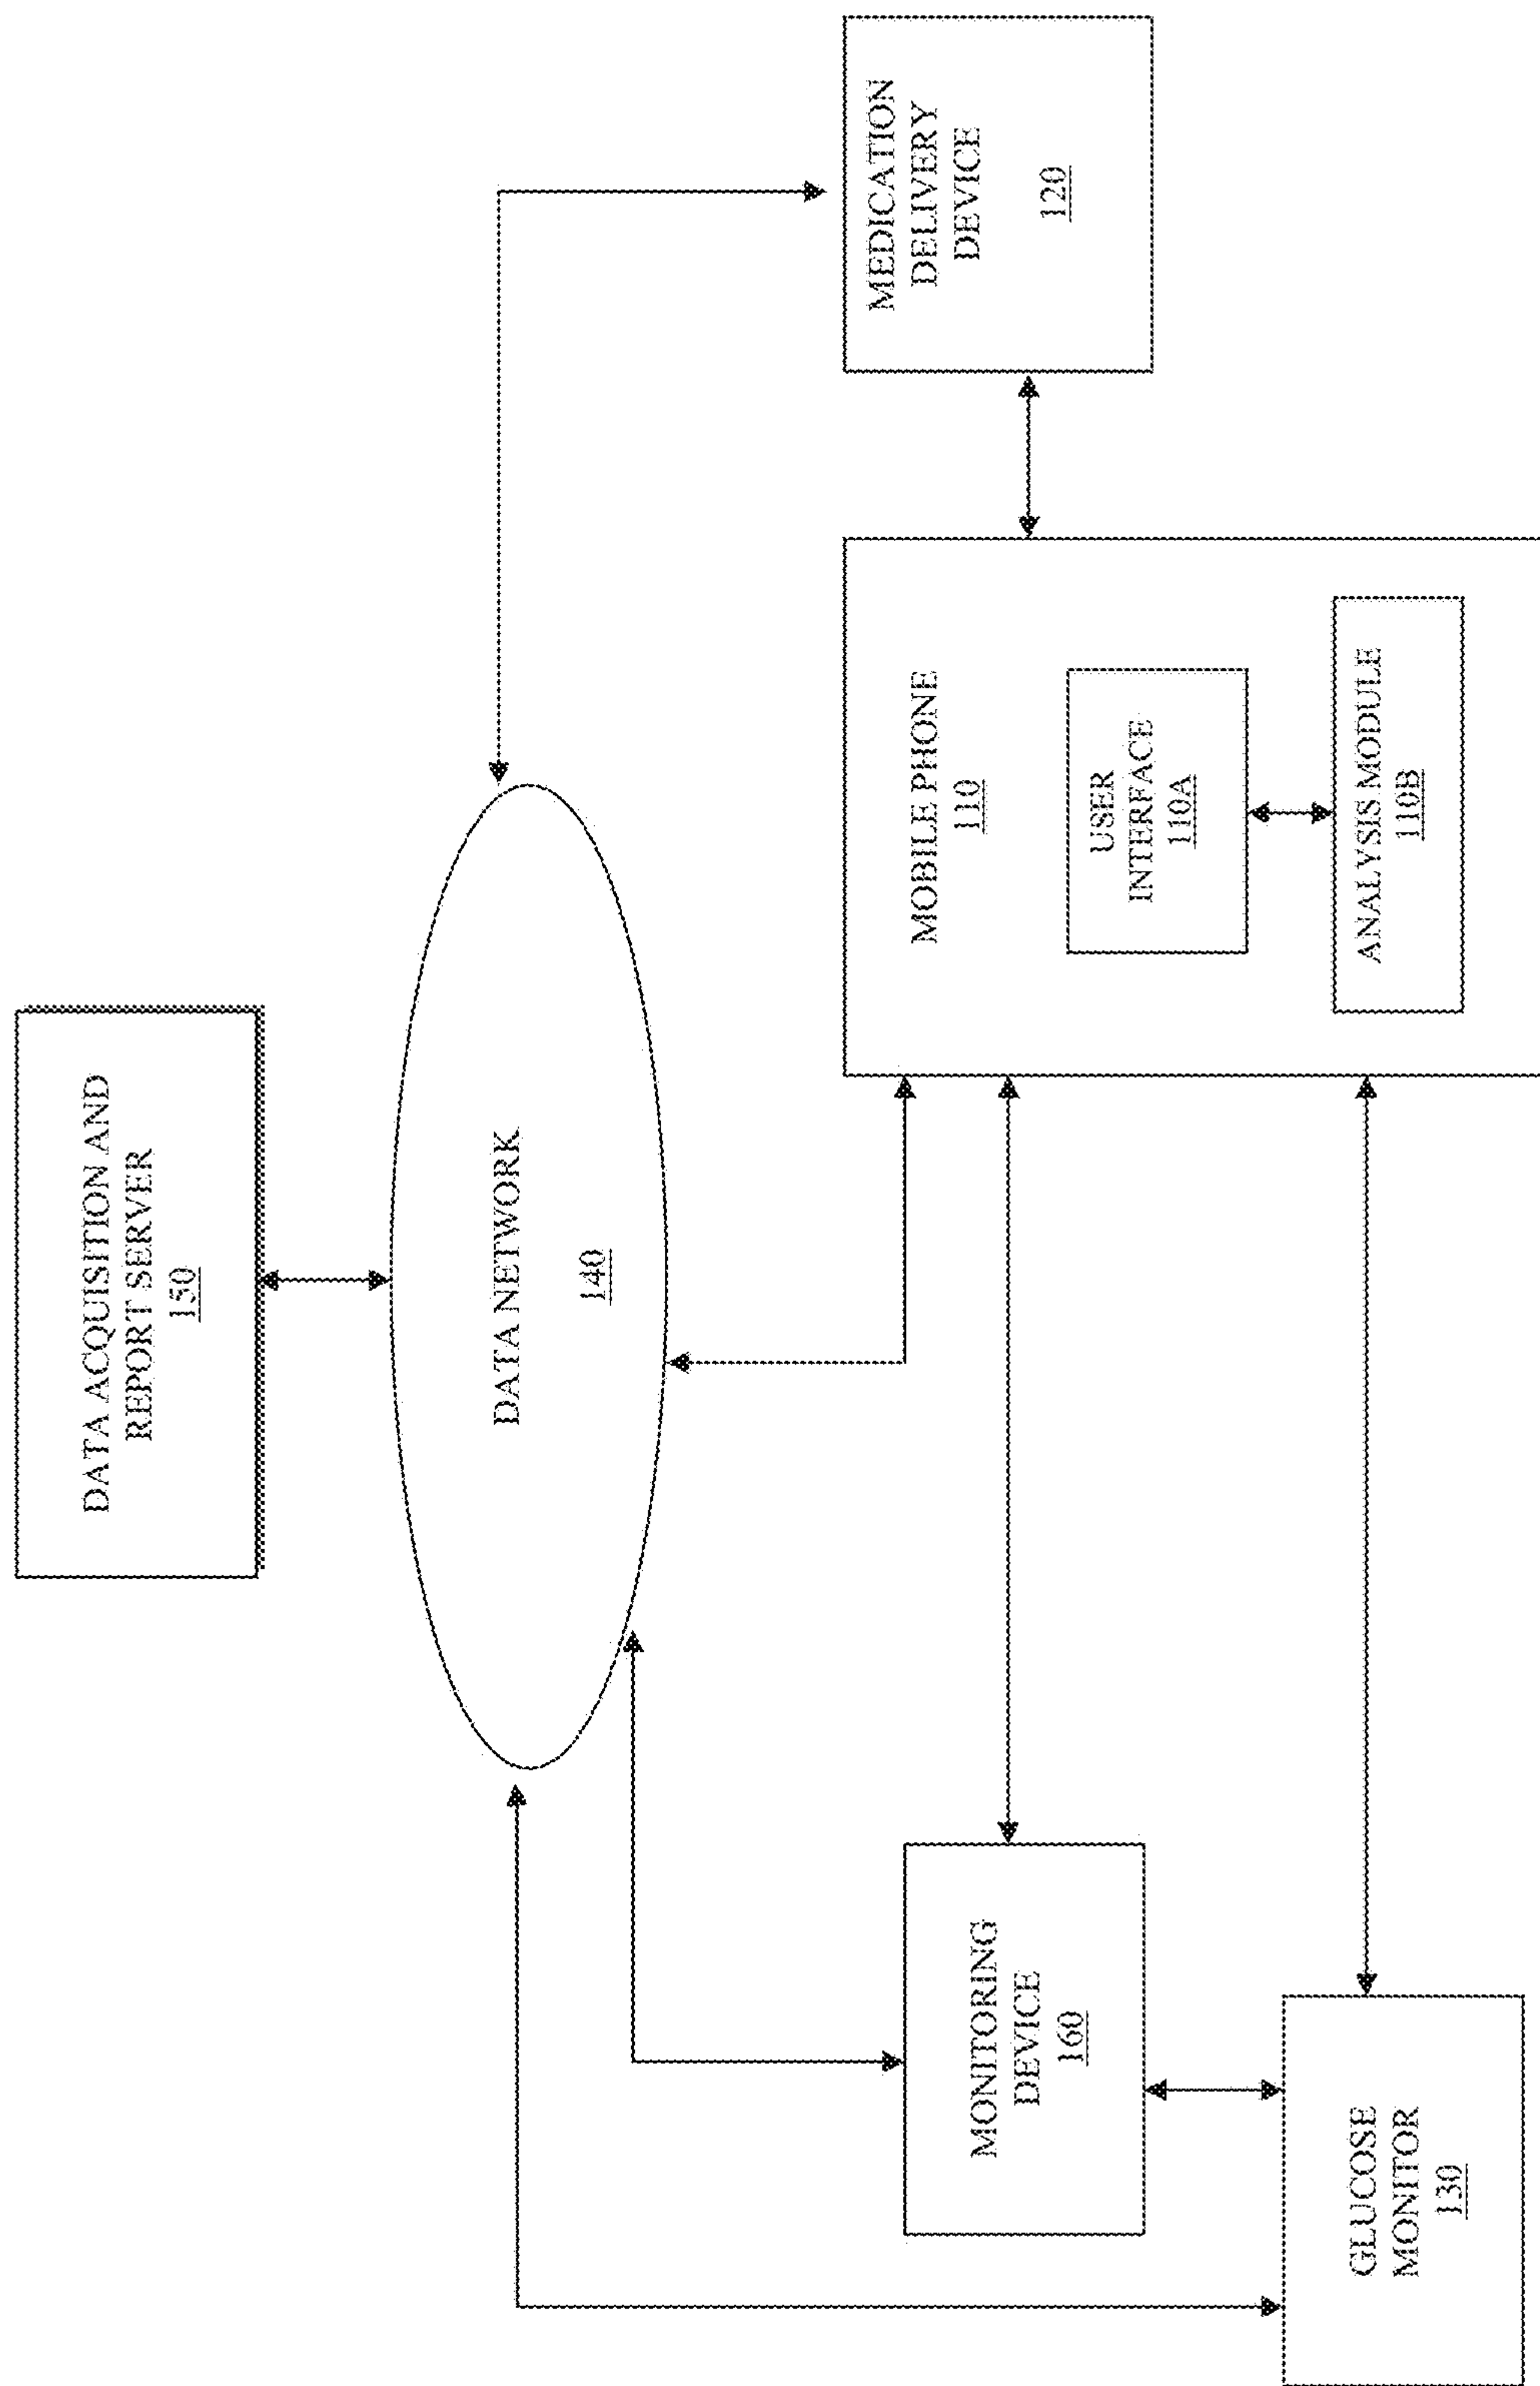 DATA ACQUISITION AND
REPORT SERVER
150
DATA NETWORK
140
MEDICATION
DELIVERY
DEVICE
120
MOBILE PHONE
110
USER
INTERFACE
110A
ANALYSIS MODULE
110B
MONITORING
DEVICE
160
GLUCOSE
MONITOR
130